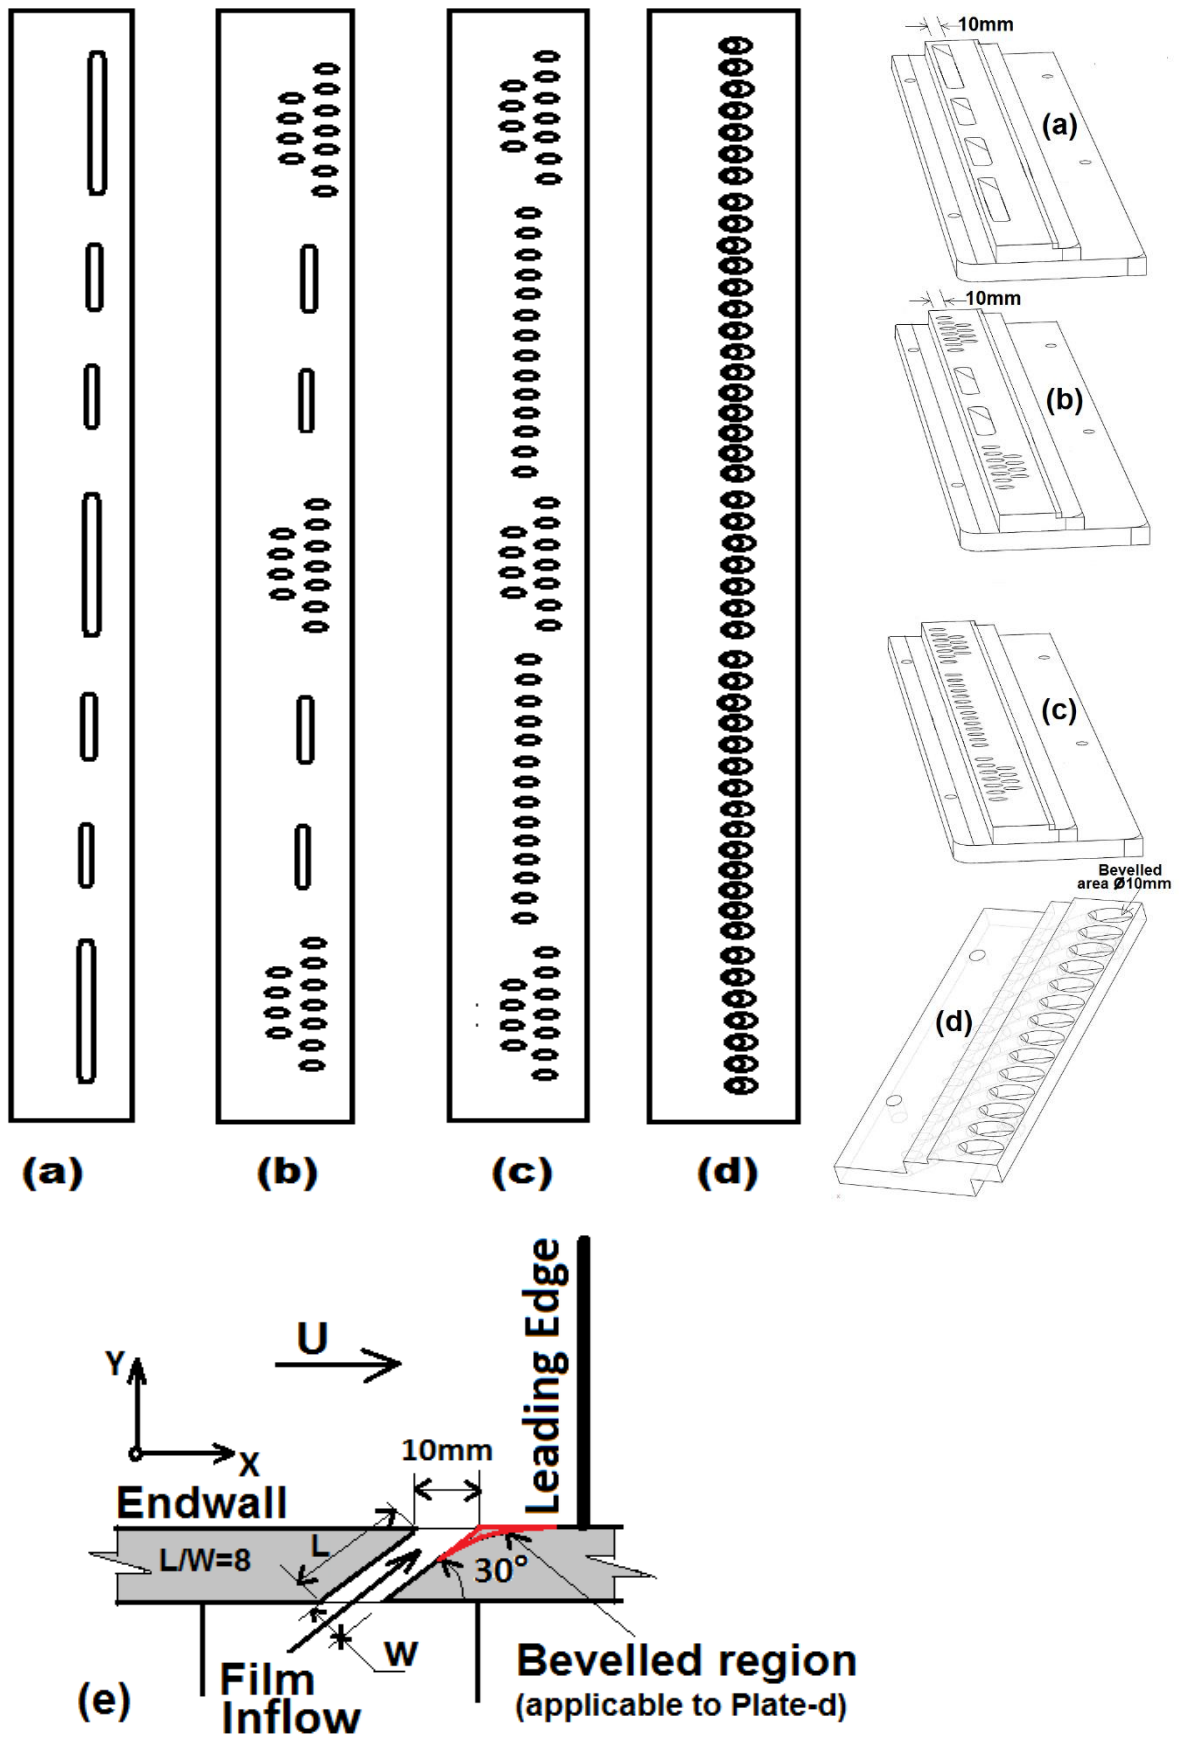 10mm
(a)
10mm
(b)
(c)
Bevelled
area Ø10mm
(d)
(a)
(b)
(c)
(d)
Leading Edge
U
Y
X
10mm
Endwall
L
L/W=8
30°
W
Film
Inflow
Bevelled region
(applicable to Plate-d)
(e)